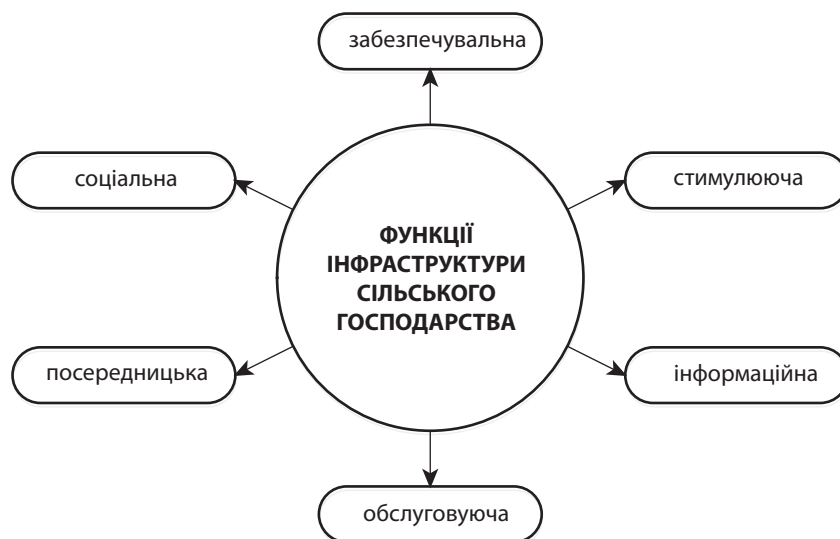 забезпечувальна
соціальна
стимулююча
ФУНКЦІЇ
ІНФРАСТРУКТУРИ
СІЛЬСЬКОГО
ГОСПОДАРСТВА
посередницька
інформаційна
обслуговуюча